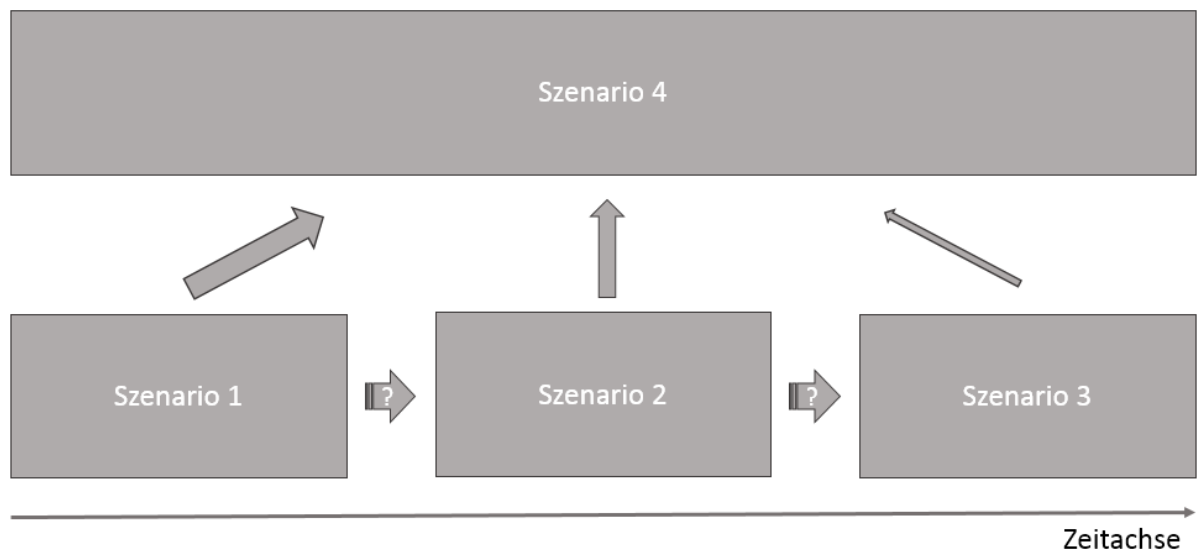 Szenario 4
Szenario 1
?
Szenario 2
?
Szenario 3
Zeitachse